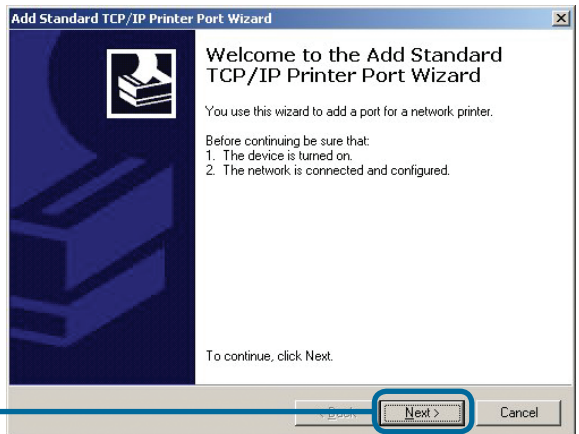 Add Standard TCP/IP Printer Port Wizard
Welcome to the Add Standard
TCP/IP Printer Port Wizard
You use this wizard to add a port for a network printer.
Before continuing be sure that:
1. The device is turned on.
2. The network is connected and configured.
To continue, click Next.
< Back Next > Cancel